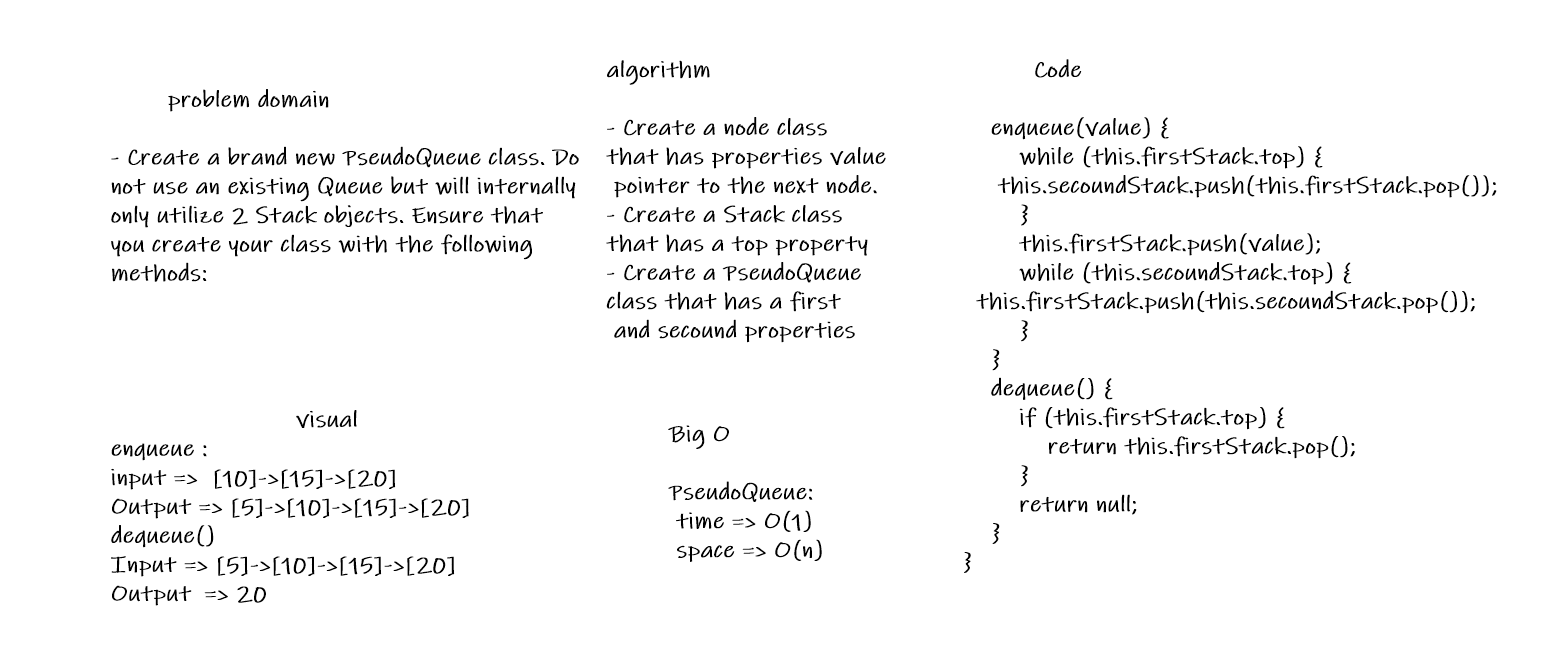 problem domain
- Create a brand new PseudoQueue class. Do
not use an existing Queue but will internally
only utilize 2 Stack objects. Ensure that
you create your class with the following
methods:
algorithm
- Create a node class
that has properties value
pointer to the next node.
- Create a Stack class
that has a top property
- Create a PseudoQueue
class that has a first
and secound properties
Code
enqueue(value) {
while (this.firstStack.top) {
this.secoundStack.push(this.firstStack.pop());
}
this.firstStack.push(value);
while (this.secoundStack.top) {
this.firstStack.push(this.secoundStack.pop());
}
}
dequeue() {
if (this.firstStack.top) {
return this.firstStack.pop();
}
return null;
}
}
visual
enqueue :
input => [10]->[15]->[20]
Output => [5]->[10]->[15]->[20]
dequeue()
Input => [5]->[10]->[15]->[20]
Output => 20
Big O
PseudoQueue:
time => O(1)
space => O(n)